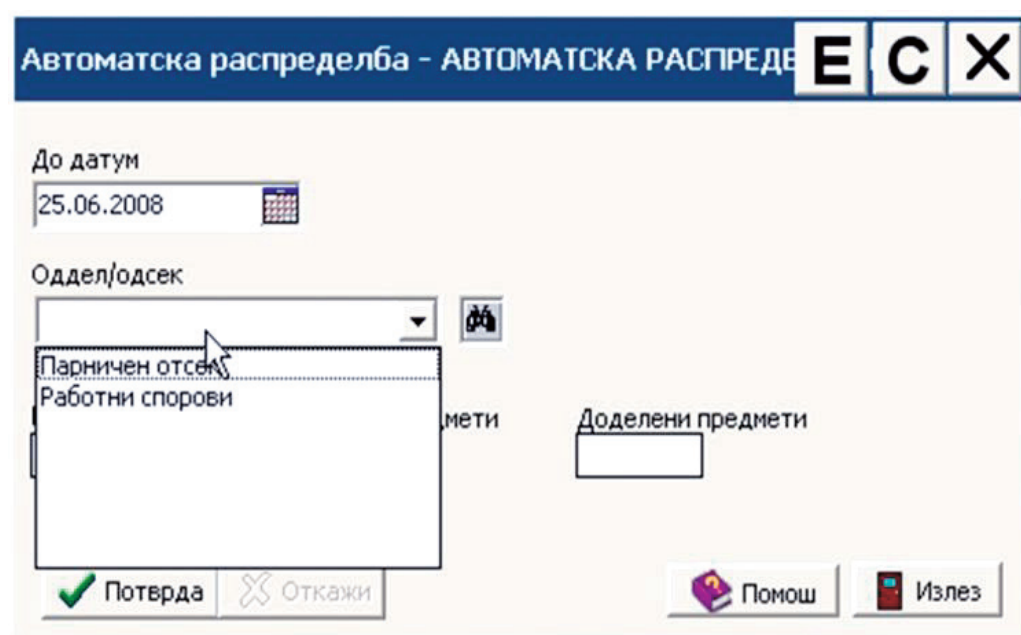 Автоматска распределба - АВТОМАТСКА РАСПРЕДЕ E C X
До датум
25.06.2008
Оддел/одсек
Парничен отсек
Работни спорови
мети Доделени предмети
Потврда Откажи Помош Излез